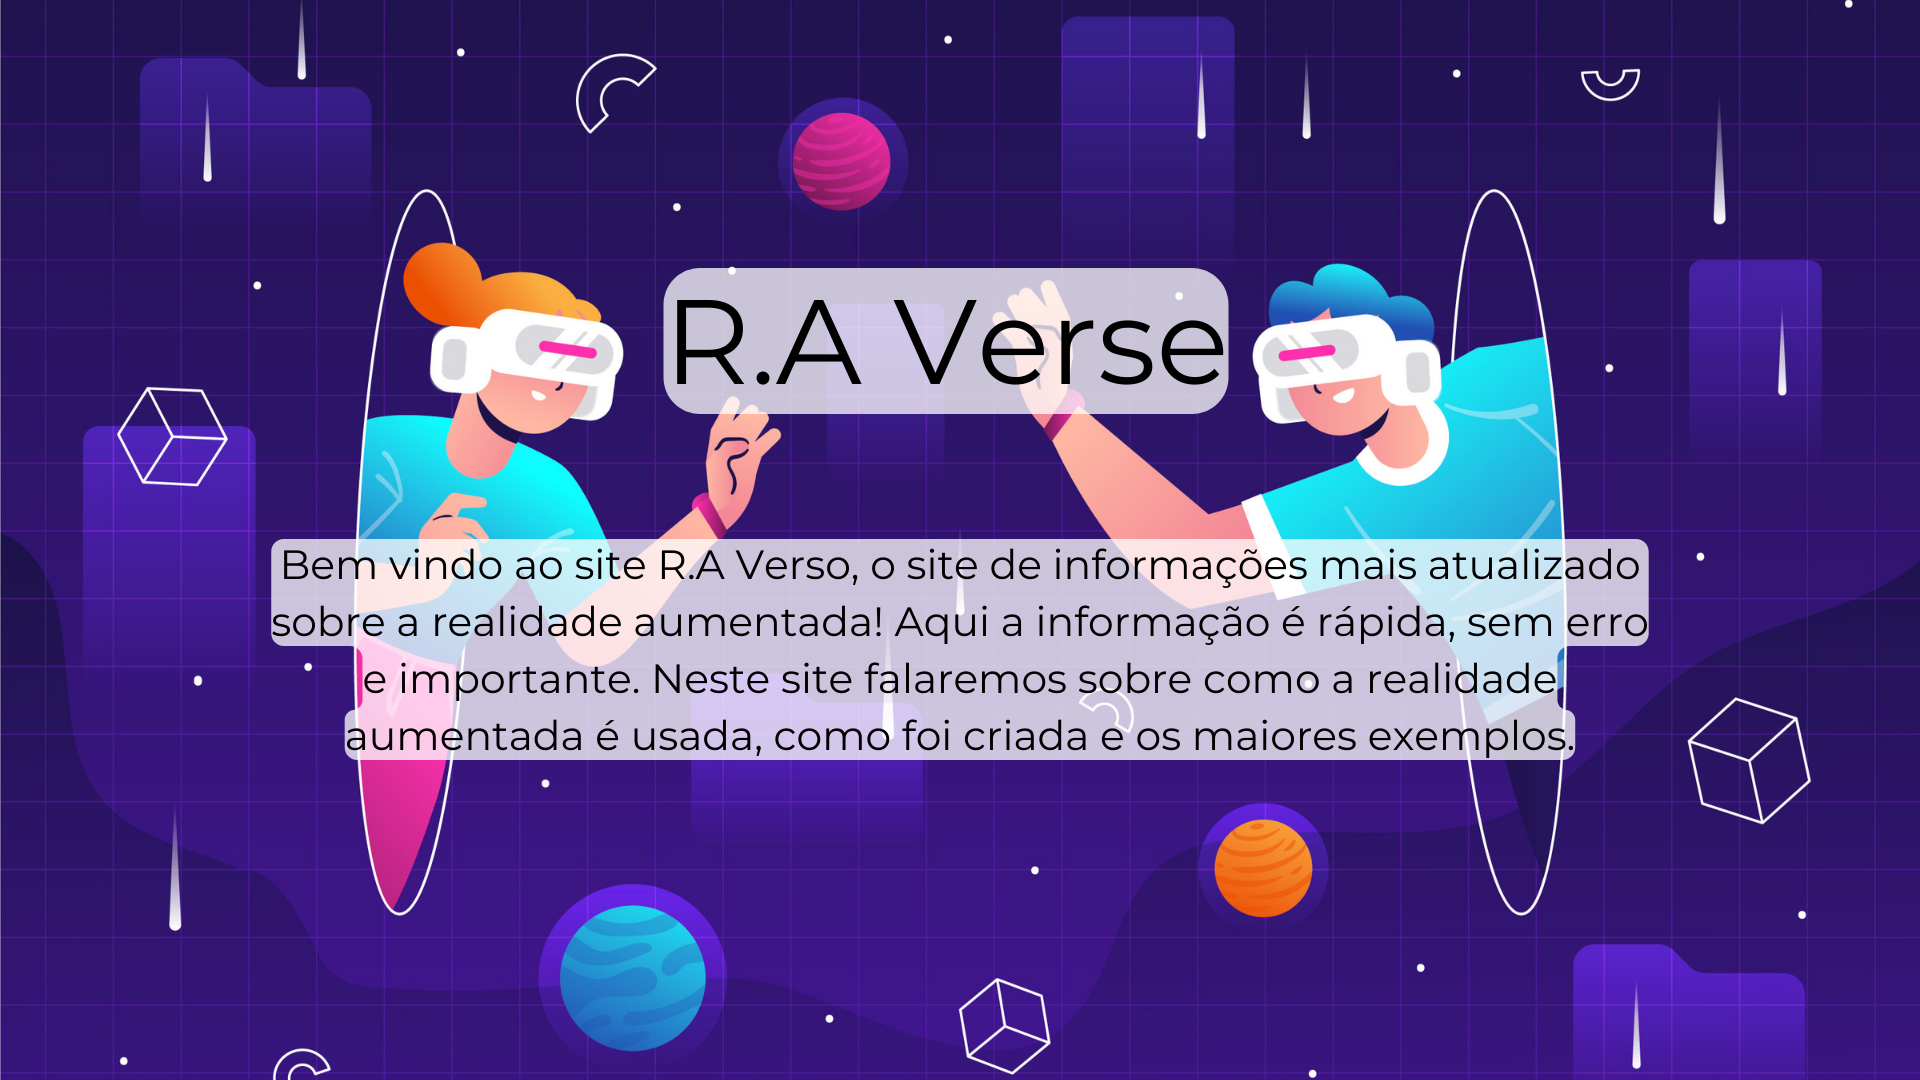 R.A Verse
Bem vindo ao site R.A Verso, o site de informações mais atualizado
sobre a realidade aumentada! Aqui a informação é rápida, sem erro
e importante. Neste site falaremos sobre como a realidade
aumentada é usada, como foi criada e os maiores exemplos.